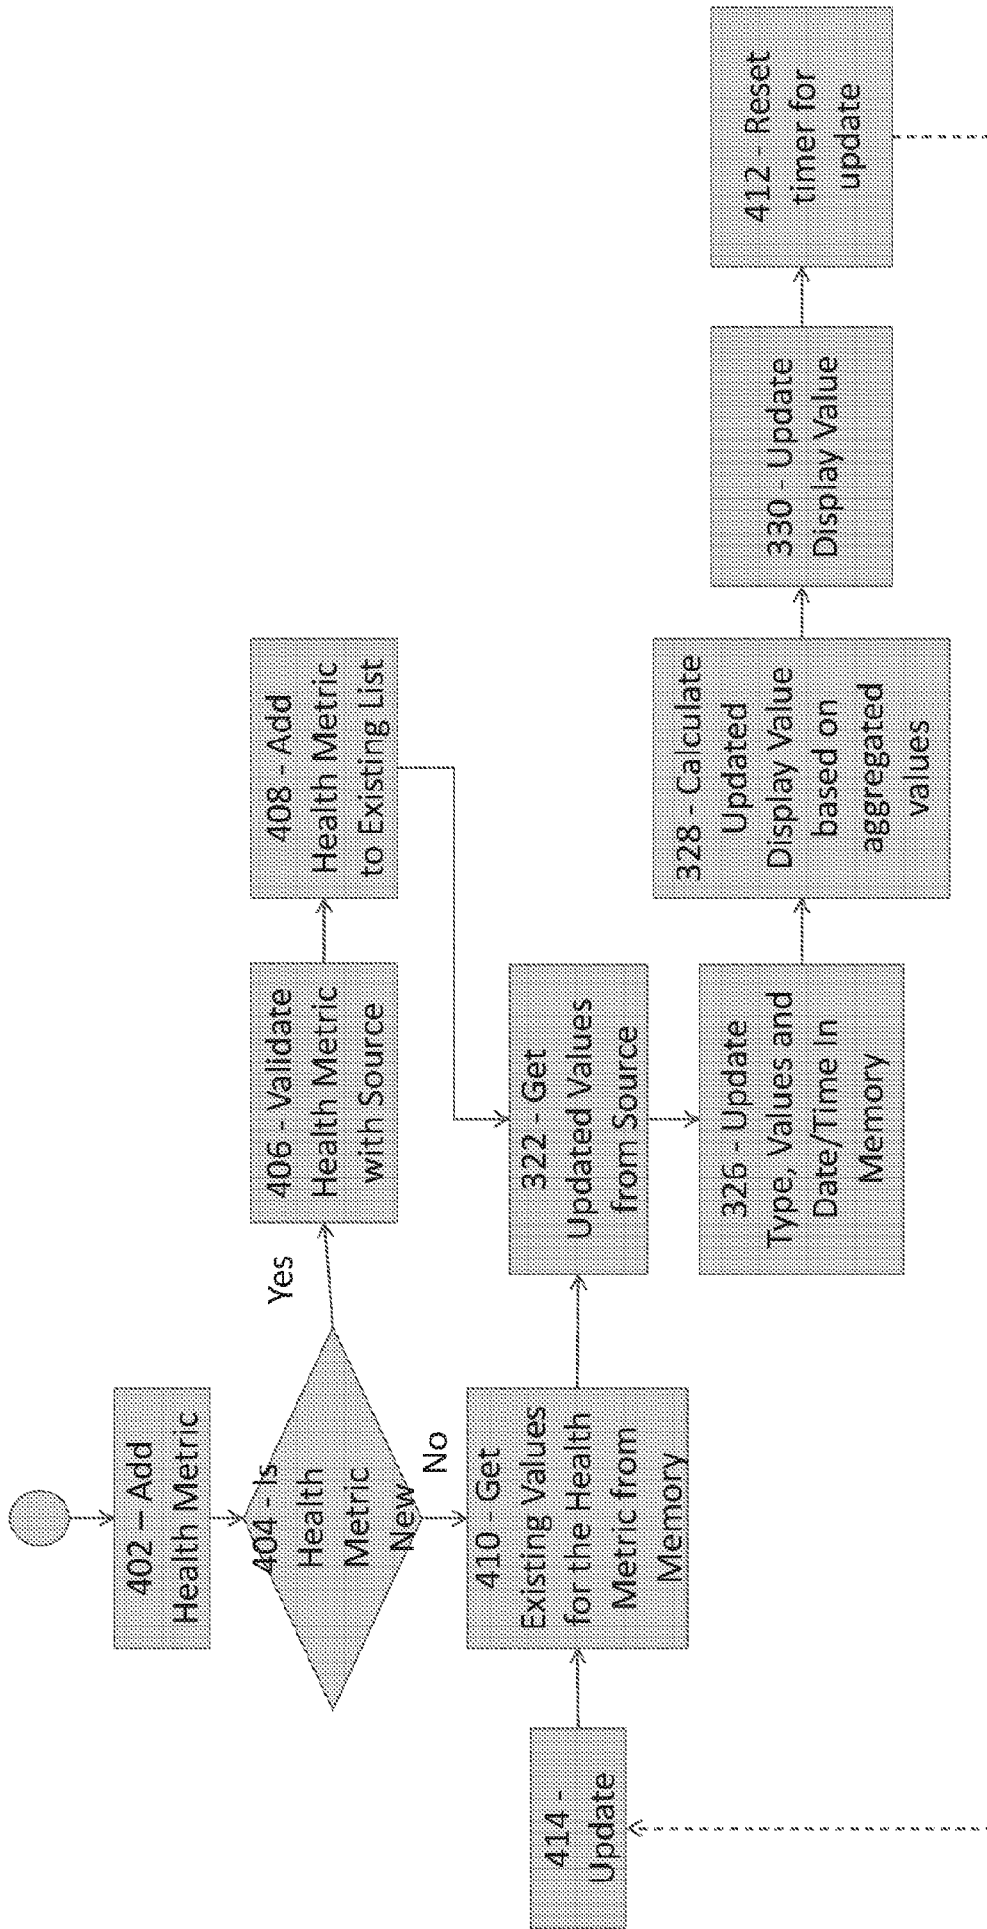 402 – Add
Health Metric
404 - Is
Health
Metric
New
Yes
No
406 - Validate
Health Metric
with Source
408 - Add
Health Metric
to Existing List
414 -
Update
410 - Get
Existing Values
for the Health
Metric from
Memory
322 - Get
Updated Values
from Source
326 - Update
Type, Values and
Date/Time In
Memory
328 - Calculate
Updated
Display Value
based on
aggregated
values
330 - Update
Display Value
412 - Reset
timer for
update